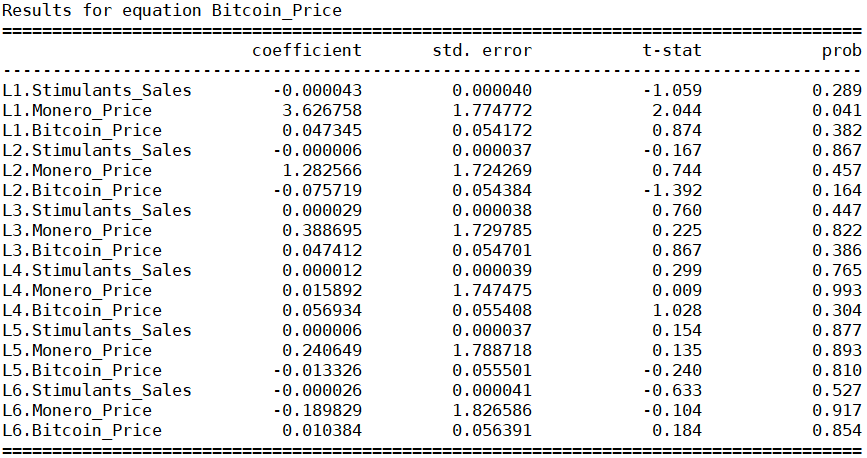 Results for equation Bitcoin_Price
======================================================================================
coefficient std. error t-stat prob
--------------------------------------------------------------------------------------
L1.Stimulants_Sales -0.000043 0.000040 -1.059 0.289
L1.Monero_Price 3.626758 1.774772 2.044 0.041
L1.Bitcoin_Price 0.047345 0.054172 0.874 0.382
L2.Stimulants_Sales -0.000006 0.000037 -0.167 0.867
L2.Monero_Price 1.282566 1.724269 0.744 0.457
L2.Bitcoin_Price -0.075719 0.054384 -1.392 0.164
L3.Stimulants_Sales 0.000029 0.000038 0.760 0.447
L3.Monero_Price 0.388695 1.729785 0.225 0.822
L3.Bitcoin_Price 0.047412 0.054701 0.867 0.386
L4.Stimulants_Sales 0.000012 0.000039 0.299 0.765
L4.Monero_Price 0.015892 1.747475 0.009 0.993
L4.Bitcoin_Price 0.056934 0.055408 1.028 0.304
L5.Stimulants_Sales 0.000006 0.000037 0.154 0.877
L5.Monero_Price 0.240649 1.788718 0.135 0.893
L5.Bitcoin_Price -0.013326 0.055501 -0.240 0.810
L6.Stimulants_Sales -0.000026 0.000041 -0.633 0.527
L6.Monero_Price -0.189829 1.826586 -0.104 0.917
L6.Bitcoin_Price 0.010384 0.056391 0.184 0.854
======================================================================================